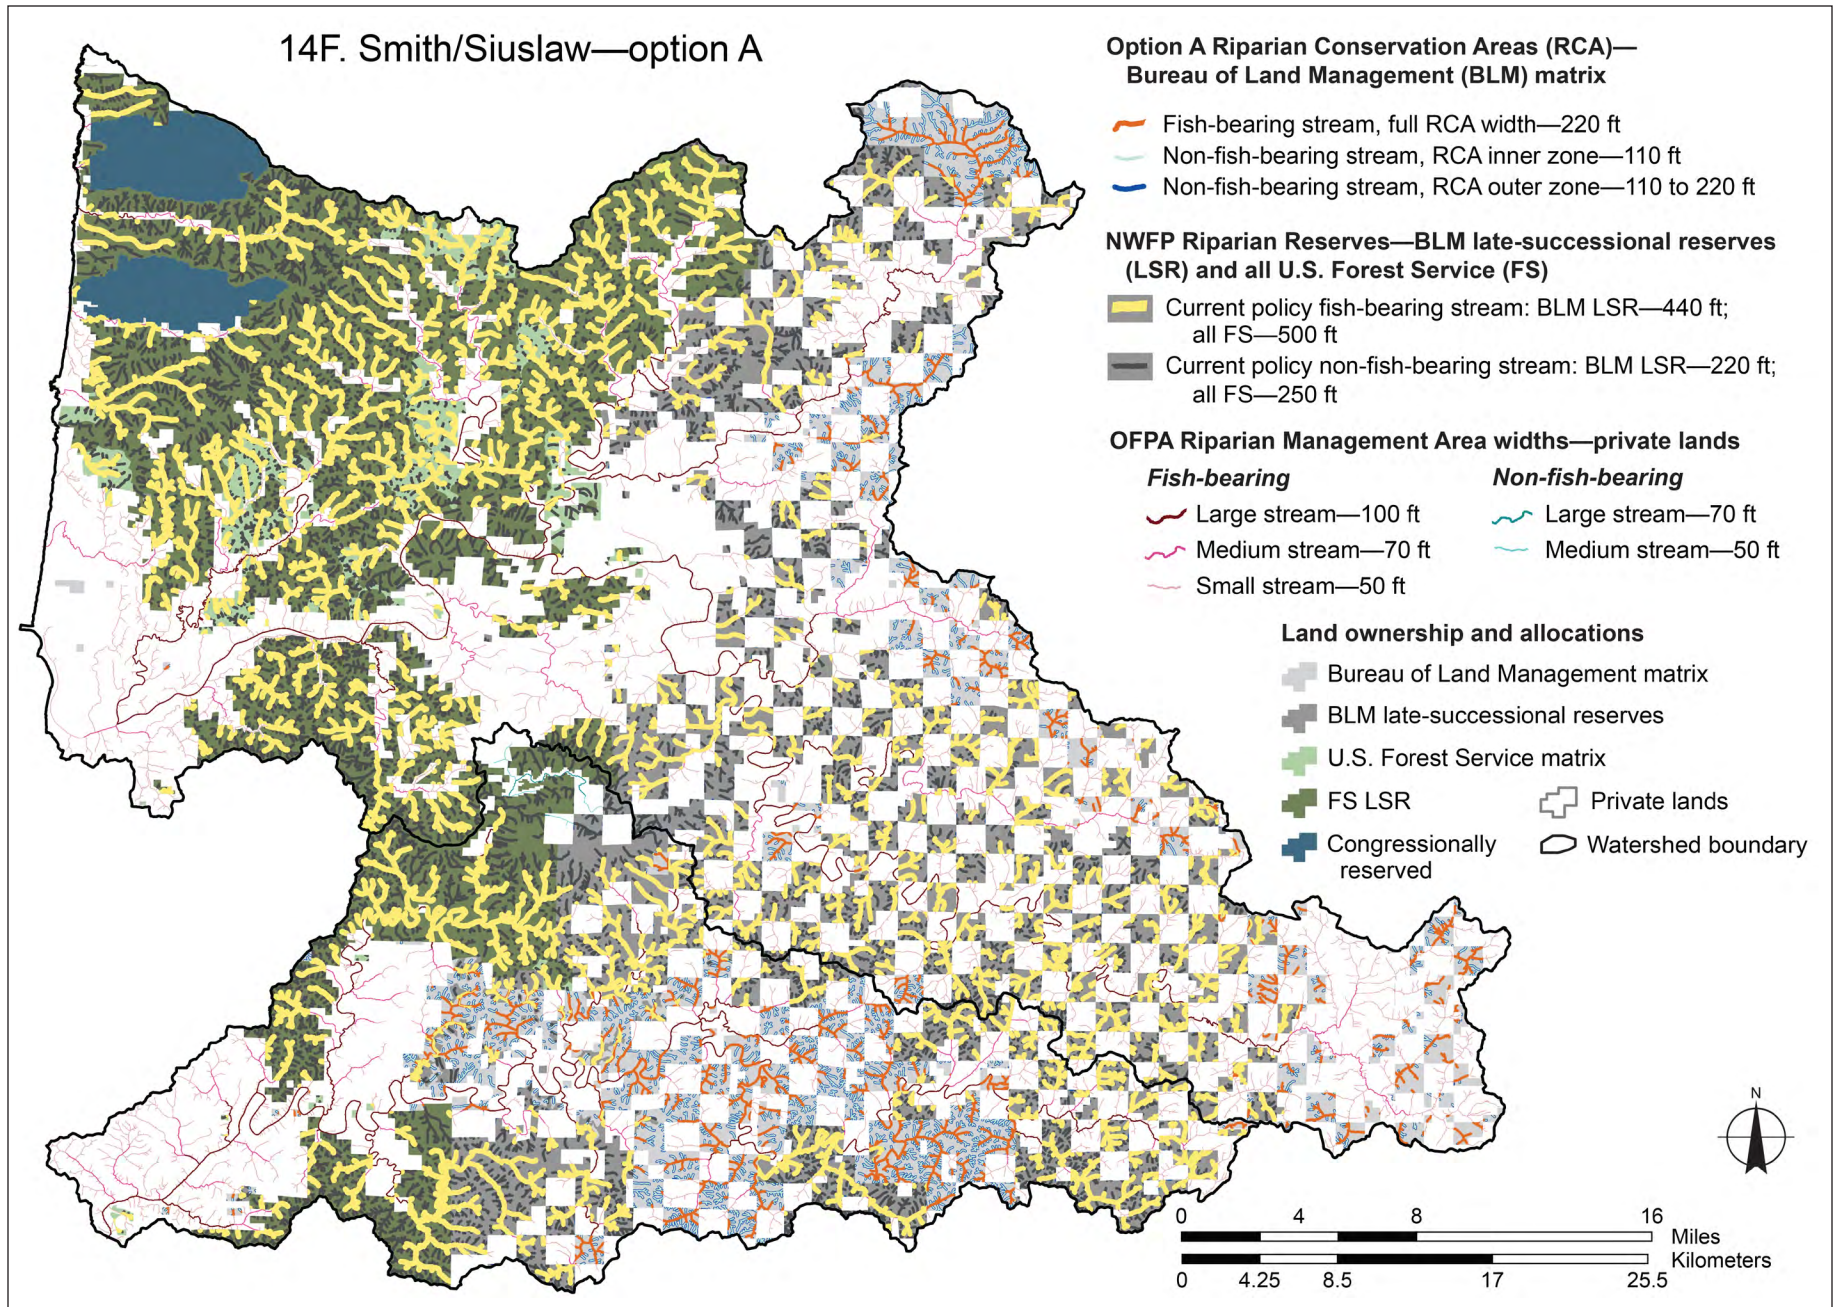 14F. Smith/Siuslaw—option A
Option A Riparian Conservation Areas (RCA)—
Bureau of Land Management (BLM) matrix
Fish-bearing stream, full RCA width—220 ft
Non-fish-bearing stream, RCA inner zone—110 ft
Non-fish-bearing stream, RCA outer zone—110 to 220 ft
NWFP Riparian Reserves—BLM late-successional reserves
(LSR) and all U.S. Forest Service (FS)
Current policy fish-bearing stream: BLM LSR—440 ft;
all FS—500 ft
Current policy non-fish-bearing stream: BLM LSR—220 ft;
all FS—250 ft
OFPA Riparian Management Area widths—private lands
Fish-bearing
Large stream—100 ft
Medium stream—70 ft
Small stream—50 ft
Non-fish-bearing
Large stream—70 ft
Medium stream—50 ft
Land ownership and allocations
Bureau of Land Management matrix
BLM late-successional reserves
U.S. Forest Service matrix
FS LSR
Private lands
Congressionally
reserved
Watershed boundary
N
0 4 8 16
Miles
Kilometers
0 4.25 8.5 17 25.5